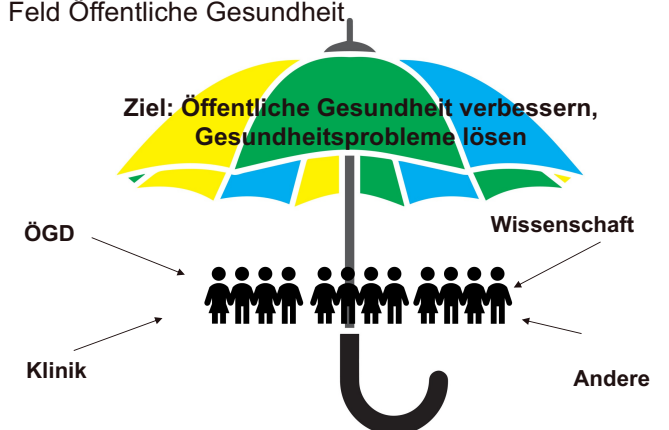 Feld Öffentliche Gesundheit
Ziel: Öffentliche Gesundheit verbessern,
Gesundheitsprobleme lösen
ÖGD
Wissenschaft
Klinik
Andere